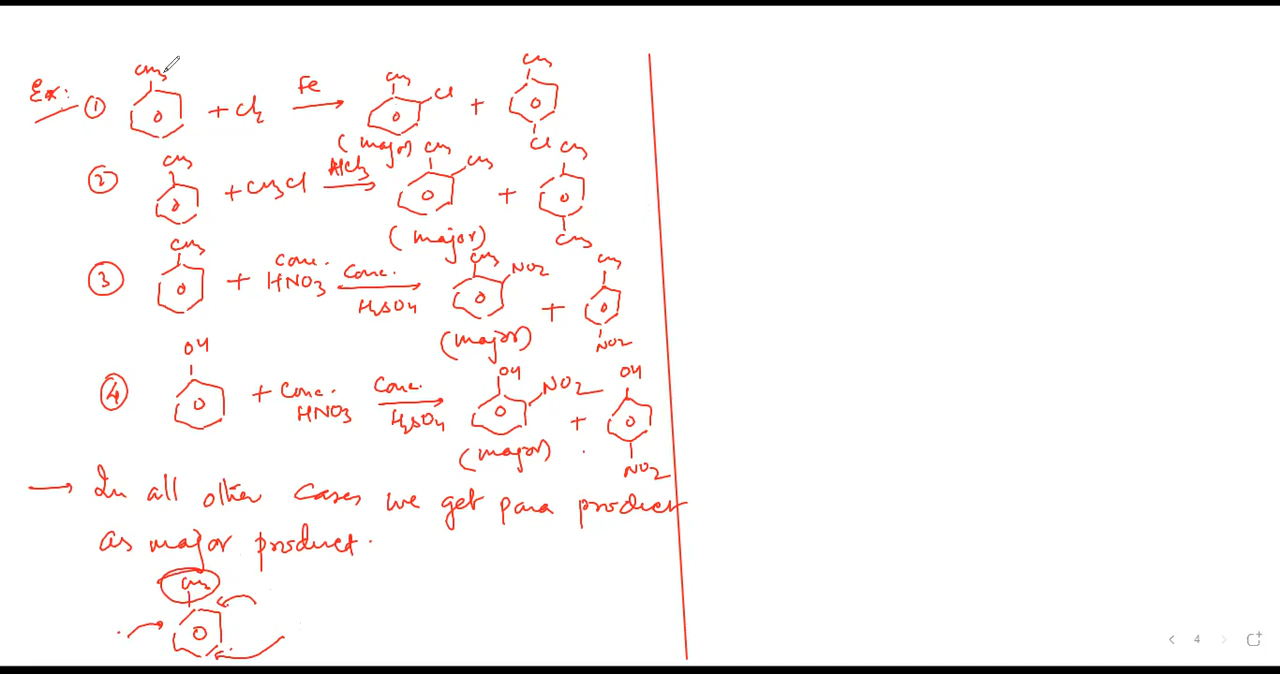 Ex: ① CH3 + Cl2 Fe → CH3 Cl + CH3 Cl
(major)
② CH3 + CH3Cl AlCl3 → CH3 CH3 + CH3 CH3
(major)
③ CH3 + Conc. HNO3 Conc. H2SO4 → CH3 NO2 + CH3 NO2
(major)
④ OH + Conc. HNO3 Conc. H2SO4 → OH NO2 + OH NO2
(major)
→ In all other cases we get para product
as major product.
CH3
4